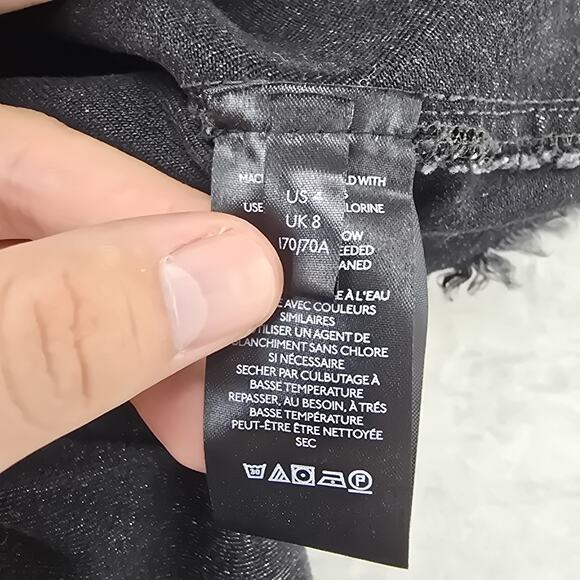 US 4
UK 8
170/70A
LD WITH
USE
LORINE
OW
EEDED
ANED
À L'EAU
AVEC COULEURS
SIMILAIRES
UTILISER UN AGENT DE
BLANCHIMENT SANS CHLORE
SI NÉCESSAIRE
SECHER PAR CULBUTAGE À
BASSE TEMPERATURE
REPASSER, AU BESOIN, À TRÉS
BASSE TEMPÉRATURE
PEUT-ÊTRE ÊTRE NETTOYÉE
SEC
30 P